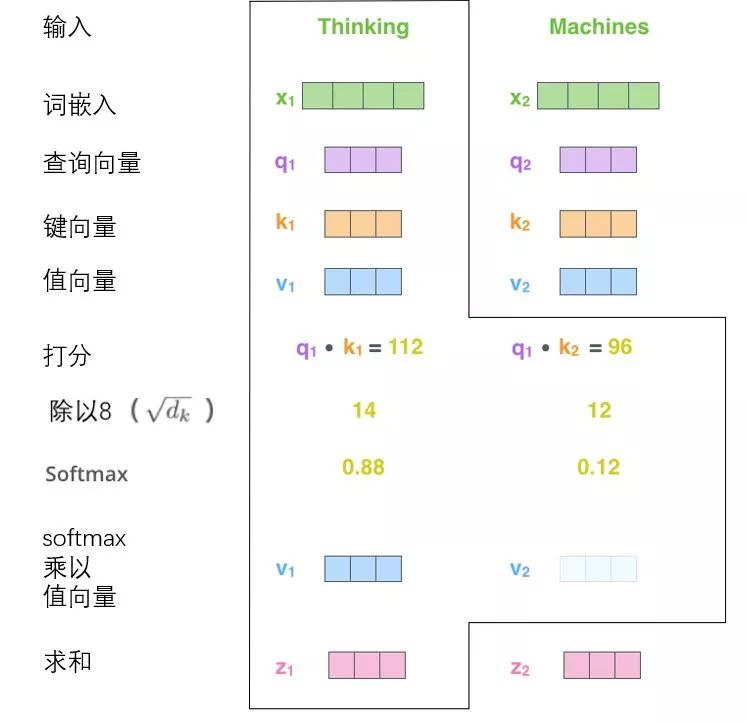 输入 Thinking Machines
词嵌入 x₁ x₂
查询向量 q₁ q₂
键向量 k₁ k₂
值向量 v₁ v₂
打分 q₁ • k₁ = 112 q₁ • k₂ = 96
除以8 （√dₖ ） 14 12
Softmax 0.88 0.12
softmax
乘以 v₁ v₂
值向量
求和 z₁ z₂